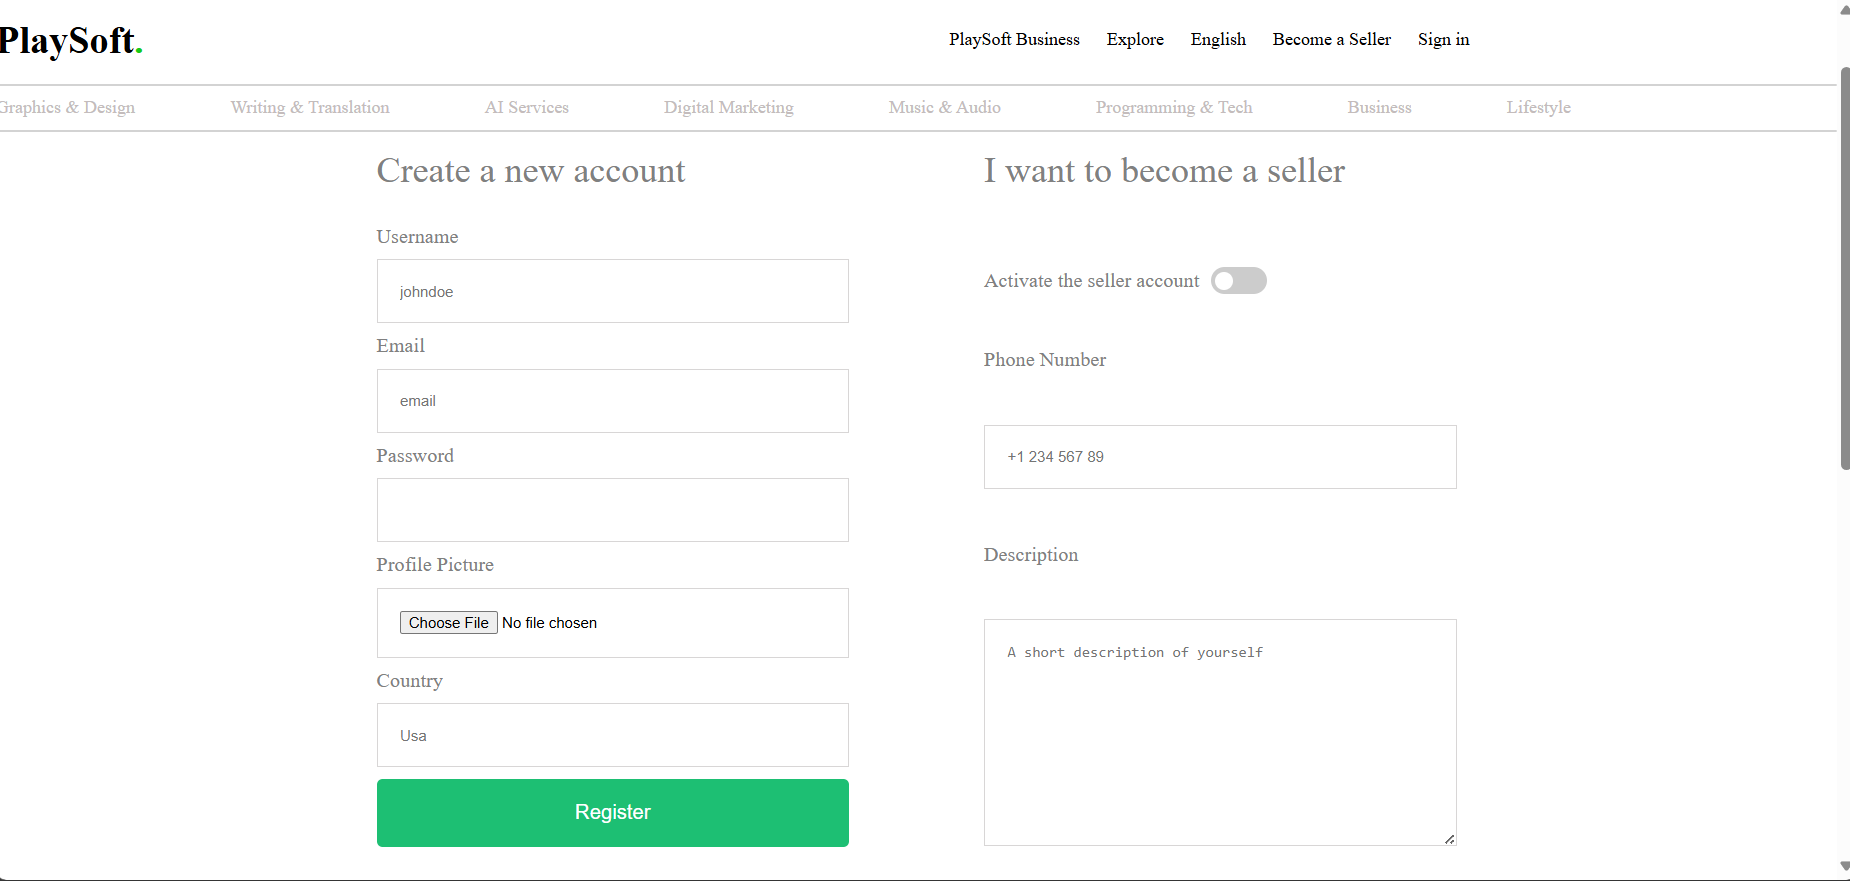 PlaySoft.
PlaySoft Business Explore English Become a Seller Sign in
Graphics & Design Writing & Translation AI Services Digital Marketing Music & Audio Programming & Tech Business Lifestyle
Create a new account
Username
johndoe
Email
email
Password
Profile Picture
Choose File No file chosen
Country
Usa
Register
I want to become a seller
Activate the seller account
Phone Number
+1 234 567 89
Description
A short description of yourself